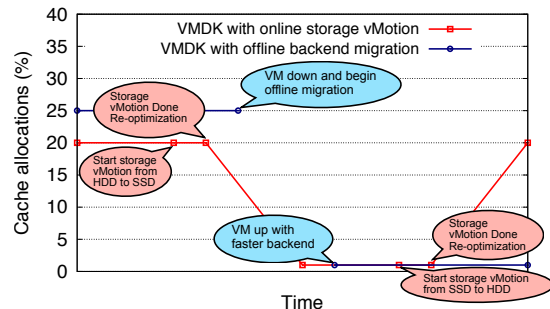 VMDK with online storage vMotion
VMDK with offline backend migration
Cache allocations (%)
40
35
30
25
20
15
10
5
0
VM down and begin
offline migration
Storage
vMotion Done
Re-optimization
Start storage
vMotion from
HDD to SSD
VM up with
faster backend
Storage
vMotion Done
Re-optimization
Start storage vMotion
from SSD to HDD
Time